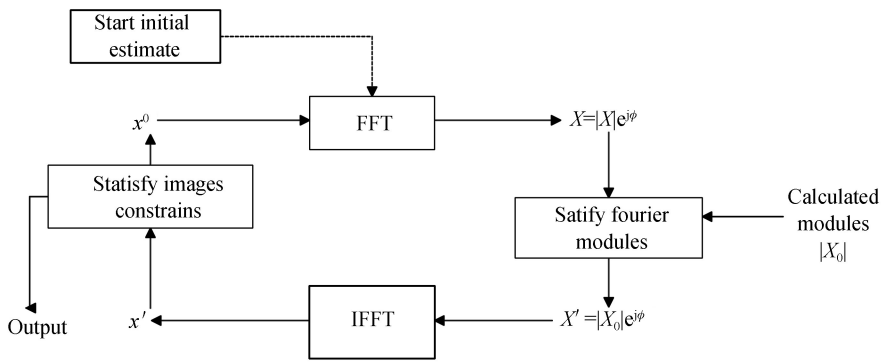 Start initial
estimate
x⁰
FFT
X=|X|e^jϕ
Statisfy images
constrains
Satify fourier
modules
Calculated
modules
|X₀|
Output
x′
IFFT
X′ =|X₀|e^jϕ